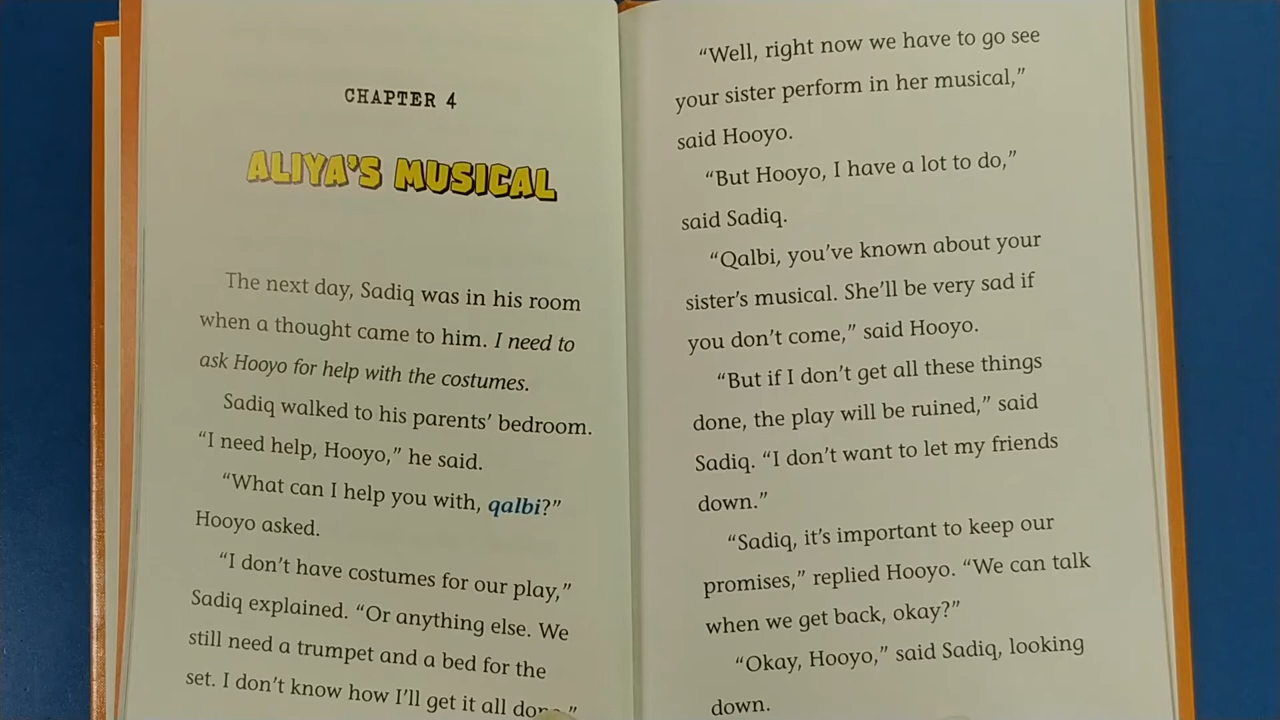 CHAPTER 4
ALIYA'S MUSICAL
The next day, Sadiq was in his room
when a thought came to him. I need to
ask Hooyo for help with the costumes.
Sadiq walked to his parents' bedroom.
“I need help, Hooyo,” he said.
“What can I help you with, qalbi?”
Hooyo asked.
“I don't have costumes for our play,”
Sadiq explained. “Or anything else. We
still need a trumpet and a bed for the
set. I don't know how I'll get it all done.”
“Well, right now we have to go see
your sister perform in her musical,”
said Hooyo.
“But Hooyo, I have a lot to do,”
said Sadiq.
“Qalbi, you've known about your
sister's musical. She'll be very sad if
you don't come,” said Hooyo.
“But if I don't get all these things
done, the play will be ruined,” said
Sadiq. “I don't want to let my friends
down.”
“Sadiq, it's important to keep our
promises,” replied Hooyo. “We can talk
when we get back, okay?”
“Okay, Hooyo,” said Sadiq, looking
down.